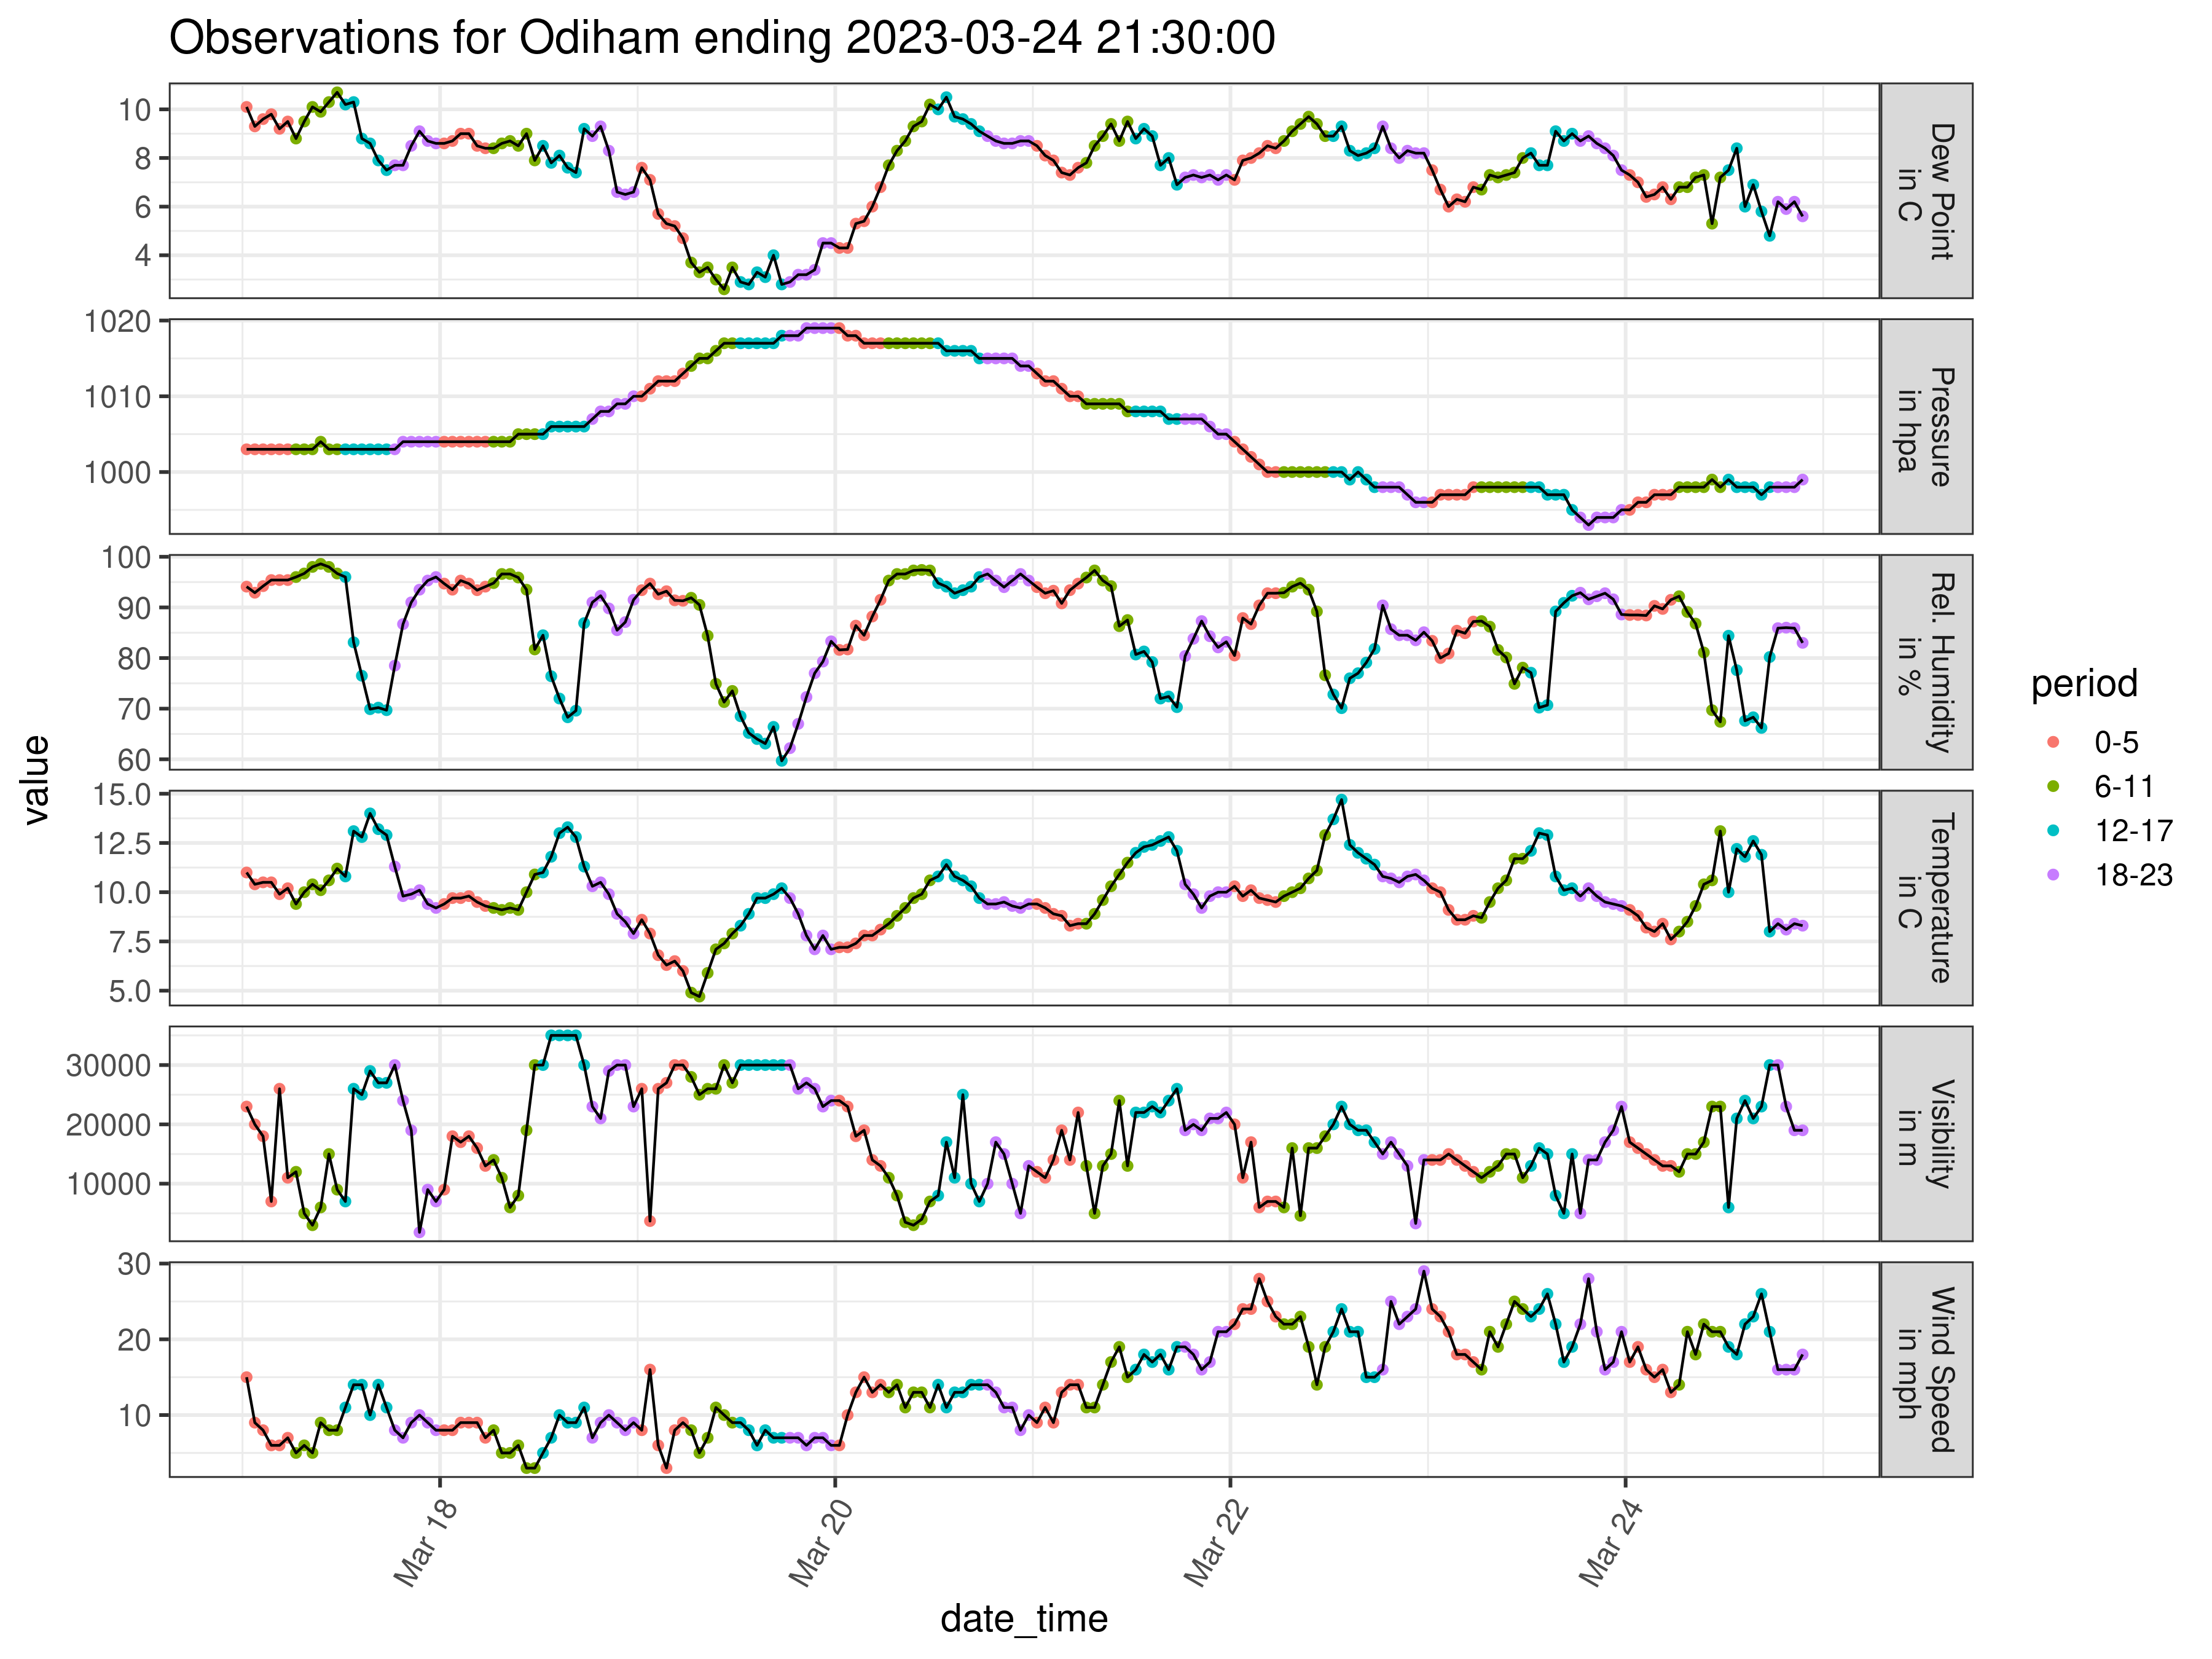 Observations for Odiham ending 2023-03-24 21:30:00
value
10
8
6
4
Dew Point
in C
1020
1010
1000
Pressure
in hpa
100
90
80
70
60
Rel. Humidity
in %
15.0
12.5
10.0
7.5
5.0
Temperature
in C
30000
20000
10000
Visibility
in m
30
20
10
Wind Speed
in mph
Mar 18
Mar 20
Mar 22
Mar 24
date_time
period
0-5
6-11
12-17
18-23